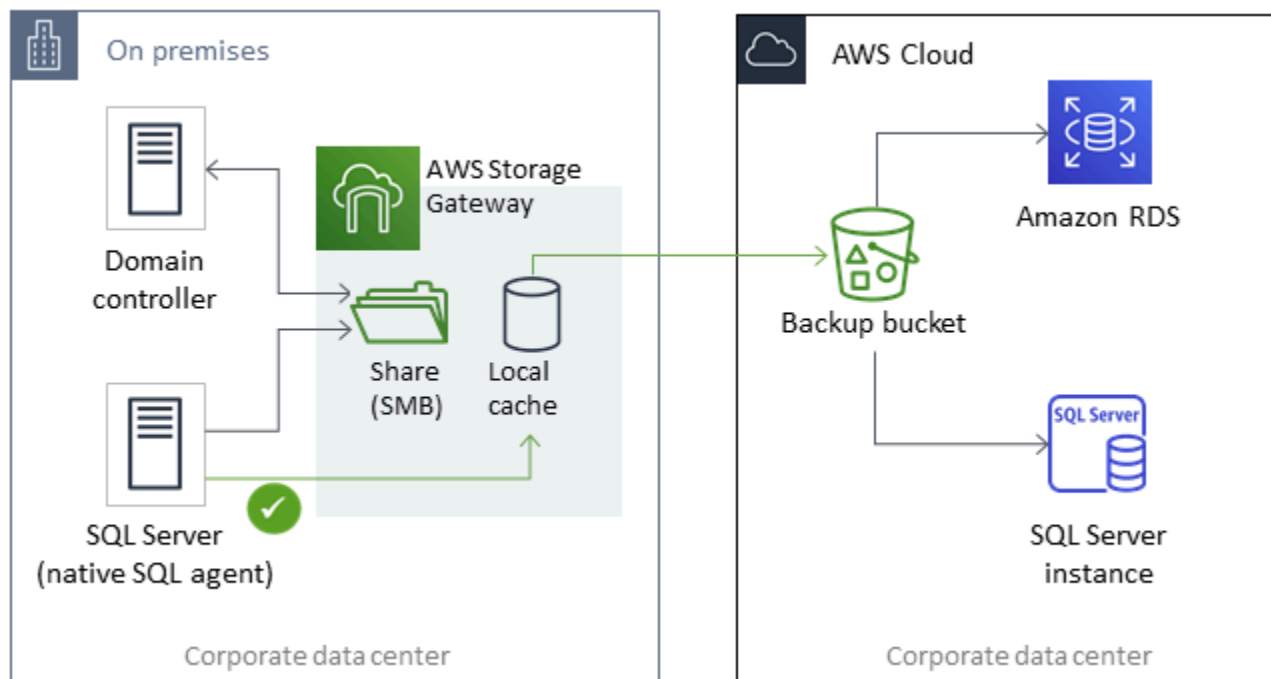 On premises
Domain
controller
AWS Storage
Gateway
Share
(SMB)
Local
cache
SQL Server
(native SQL agent)
Corporate data center
AWS Cloud
Amazon RDS
Backup bucket
SQL Server
SQL Server
instance
Corporate data center